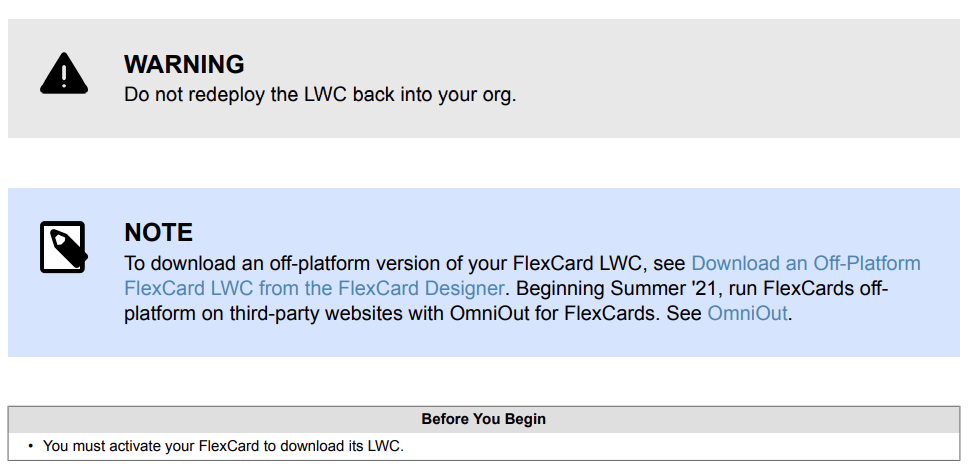 WARNING
Do not redeploy the LWC back into your org.
NOTE
To download an off-platform version of your FlexCard LWC, see Download an Off-Platform
FlexCard LWC from the FlexCard Designer. Beginning Summer '21, run FlexCards off-
platform on third-party websites with OmniOut for FlexCards. See OmniOut.
Before You Begin
• You must activate your FlexCard to download its LWC.